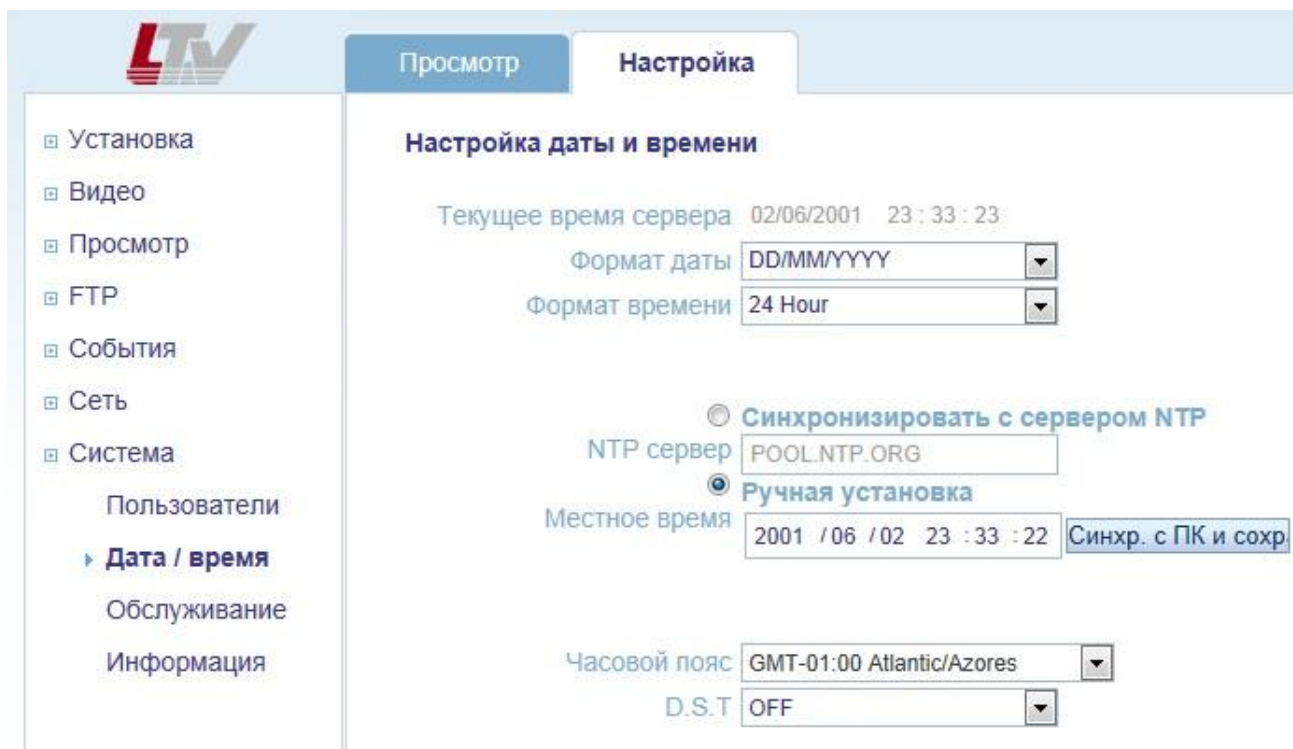 LTV
Просмотр
Настройка
Установка
Видео
Просмотр
FTP
События
Сеть
Система
Пользователи
Дата / время
Обслуживание
Информация
Настройка даты и времени
Текущее время сервера 02/06/2001 23 : 33 : 23
Формат даты DD/MM/YYYY
Формат времени 24 Hour
Синхронизировать с сервером NTP
NTP сервер POOL.NTP.ORG
Ручная установка
Местное время 2001 / 06 / 02 23 : 33 : 22 Синхр. с ПК и сохр
Часовой пояс GMT-01:00 Atlantic/Azores
D.S.T OFF